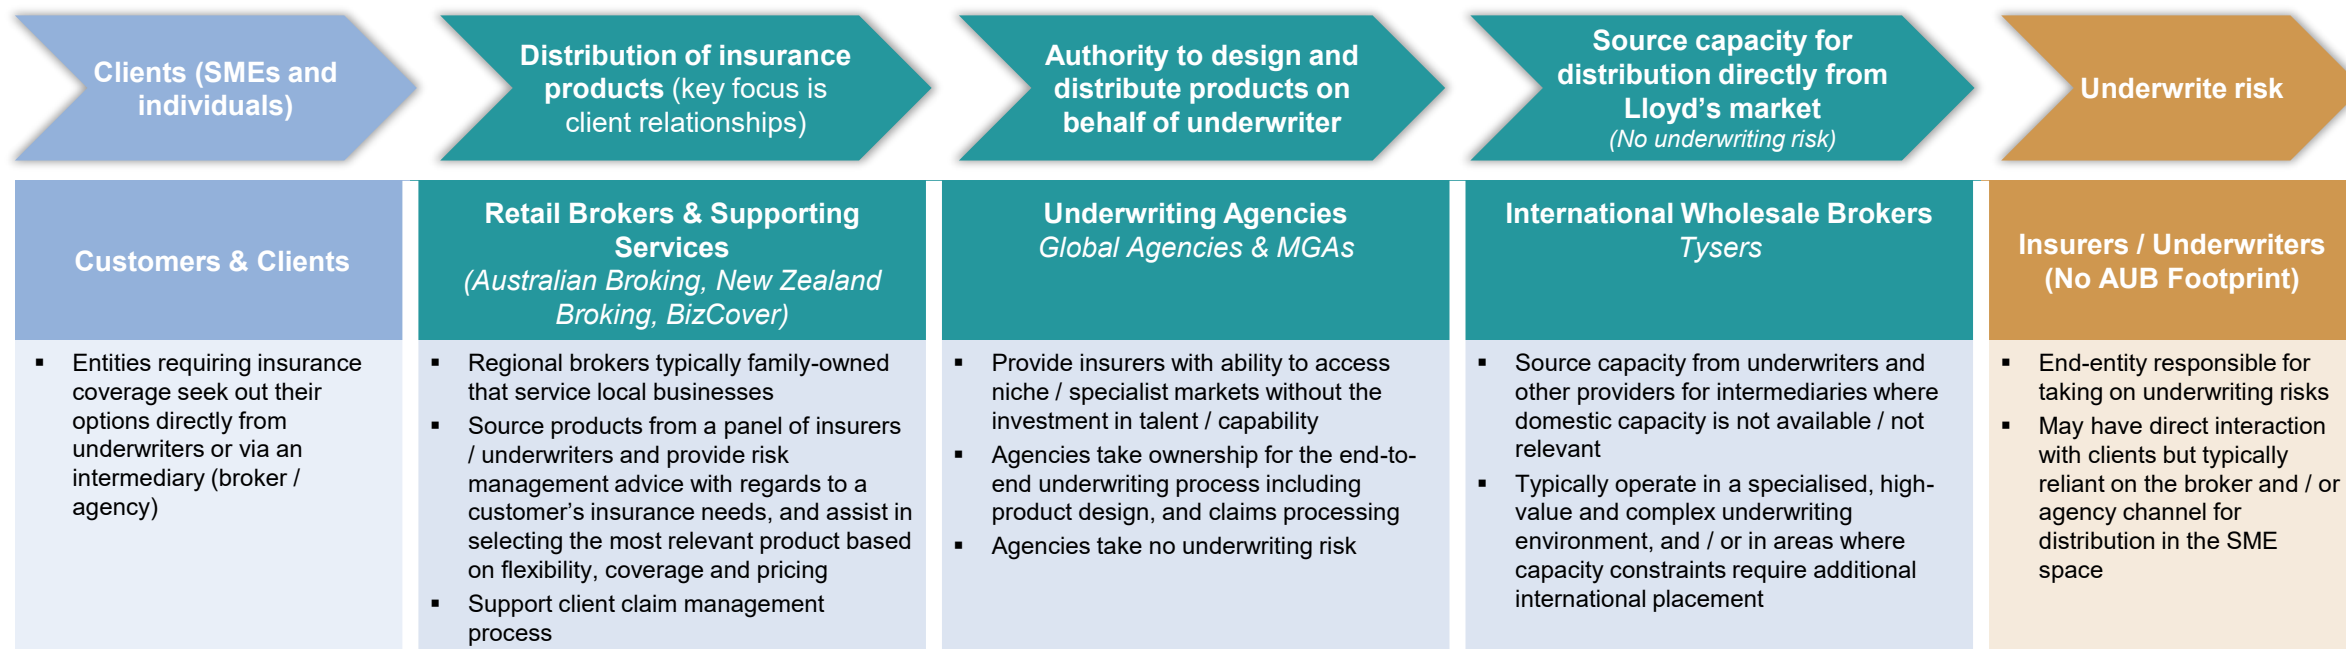 Clients (SMEs and
individuals)
Distribution of insurance
products (key focus is
client relationships)
Authority to design and
distribute products on
behalf of underwriter
Source capacity for
distribution directly from
Lloyd's market
(No underwriting risk)
Underwrite risk
Customers & Clients
Retail Brokers & Supporting
Services
(Australian Broking, New Zealand
Broking, BizCover)
Underwriting Agencies
Global Agencies & MGAs
International Wholesale Brokers
Tysers
Insurers / Underwriters
(No AUB Footprint)
▪ Entities requiring insurance
coverage seek out their
options directly from
underwriters or via an
intermediary (broker /
agency)
▪ Regional brokers typically family-owned
that service local businesses
▪ Source products from a panel of insurers
/ underwriters and provide risk
management advice with regards to a
customer's insurance needs, and assist in
selecting the most relevant product based
on flexibility, coverage and pricing
▪ Support client claim management
process
▪ Provide insurers with ability to access
niche / specialist markets without the
investment in talent / capability
▪ Agencies take ownership for the end-to-
end underwriting process including
product design, and claims processing
▪ Agencies take no underwriting risk
▪ Source capacity from underwriters and
other providers for intermediaries where
domestic capacity is not available / not
relevant
▪ Typically operate in a specialised, high-
value and complex underwriting
environment, and / or in areas where
capacity constraints require additional
international placement
▪ End-entity responsible for
taking on underwriting risks
▪ May have direct interaction
with clients but typically
reliant on the broker and / or
agency channel for
distribution in the SME
space